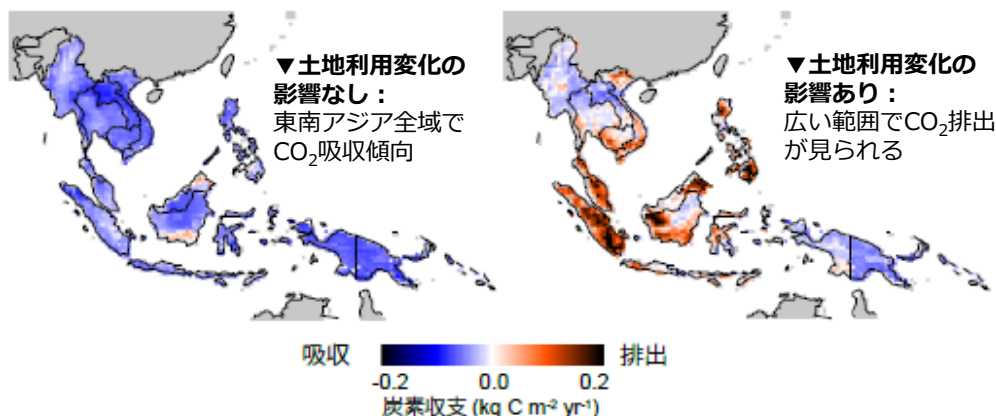 ▼土地利用変化の
影響なし：
東南アジア全域で
CO₂吸収傾向
▼土地利用変化の
影響あり：
広い範囲でCO₂排出
が見られる
吸収 排出
-0.2 0.0 0.2
炭素収支 (kg C m⁻² yr⁻¹)